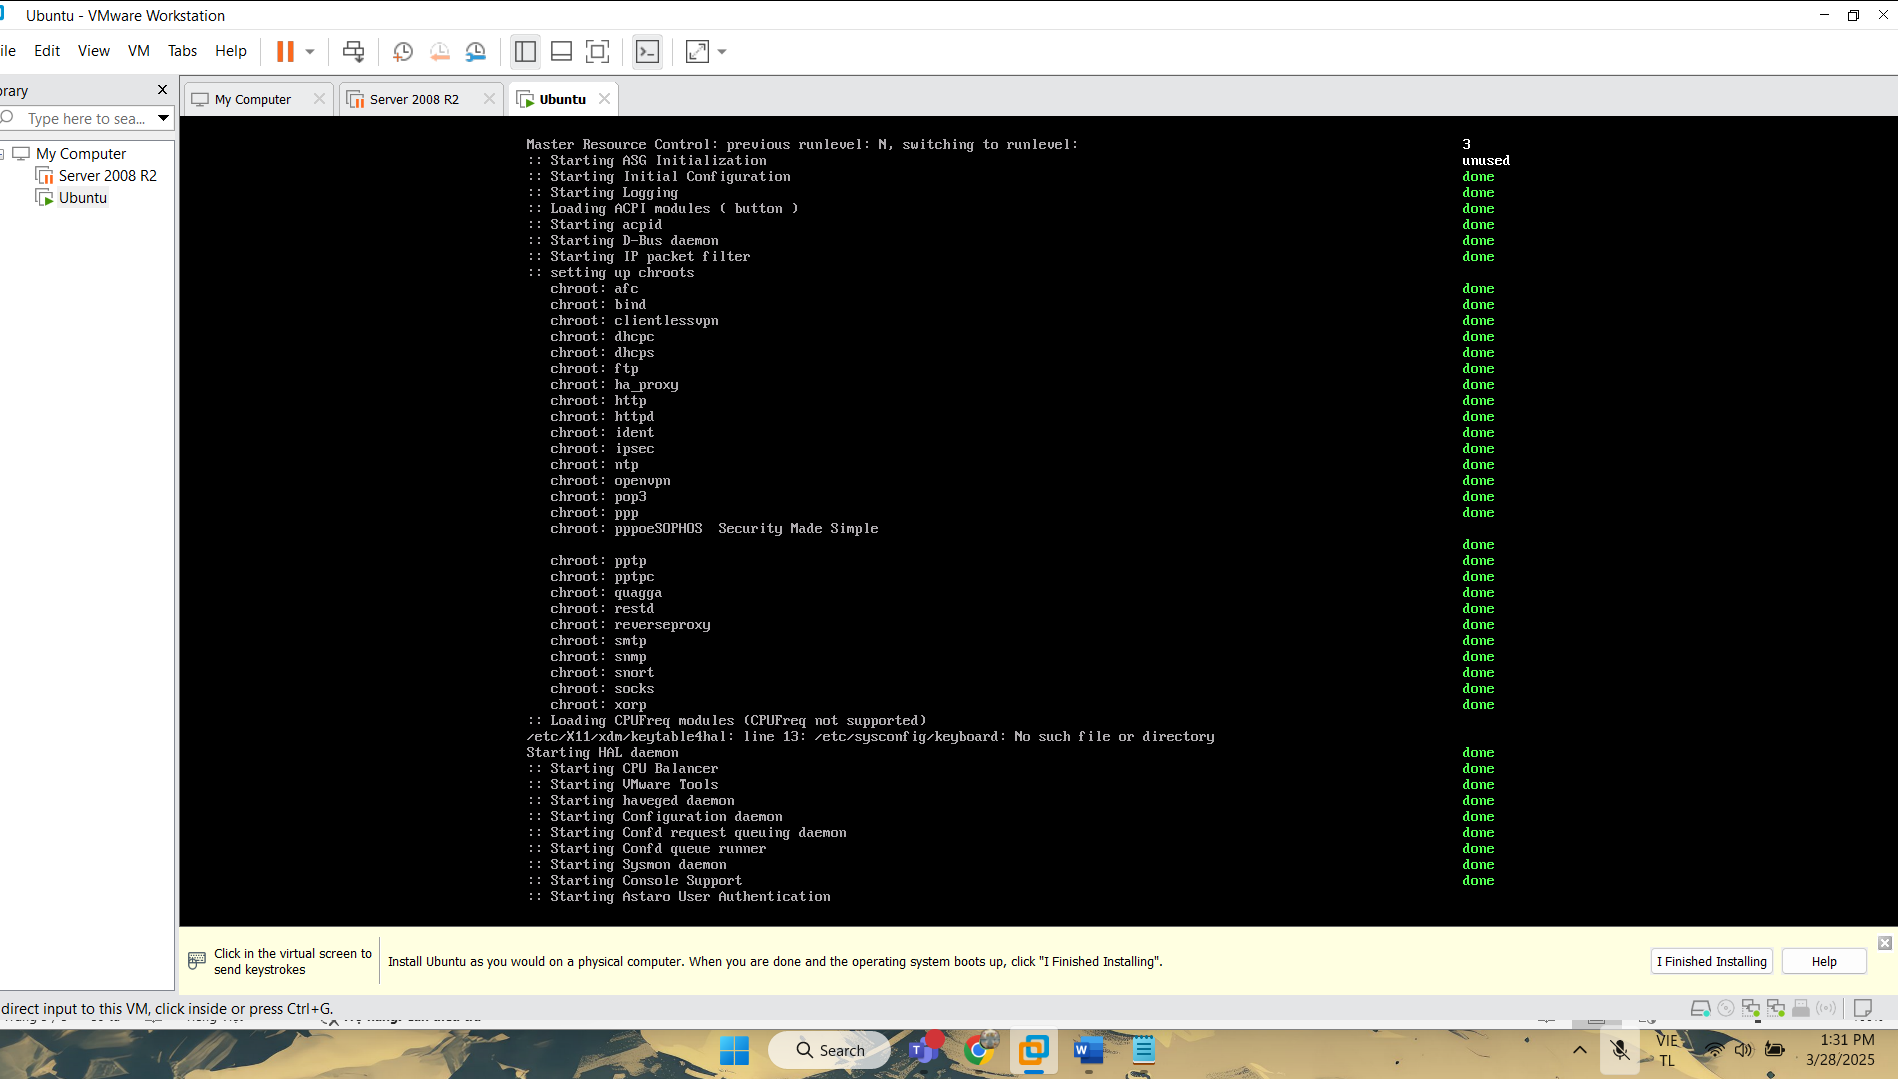 Ubuntu - VMware Workstation
ile Edit View VM Tabs Help
brary
Type here to sea...
My Computer
Server 2008 R2
Ubuntu
My Computer
Server 2008 R2
Ubuntu
Master Resource Control: previous runlevel: N, switching to runlevel: 3
:: Starting ASG Initialization unused
:: Starting Initial Configuration done
:: Starting Logging done
:: Loading ACPI modules ( button ) done
:: Starting acpid done
:: Starting D-Bus daemon done
:: Starting IP packet filter done
:: setting up chroots
chroot: afc done
chroot: bind done
chroot: clientlessvpn done
chroot: dhcpc done
chroot: dhcps done
chroot: ftp done
chroot: ha_proxy done
chroot: http done
chroot: httpd done
chroot: ident done
chroot: ipsec done
chroot: ntp done
chroot: openvpn done
chroot: pop3 done
chroot: ppp done
chroot: pppoeSOPHOS Security Made Simple
done
chroot: pptp done
chroot: pptpc done
chroot: quagga done
chroot: restd done
chroot: reverseproxy done
chroot: smtp done
chroot: snmp done
chroot: snort done
chroot: socks done
chroot: xorp done
:: Loading CPUFreq modules (CPUFreq not supported)
/etc/X11/xdm/keytable4hal: line 13: /etc/sysconfig/keyboard: No such file or directory
Starting HAL daemon done
:: Starting CPU Balancer done
:: Starting VMware Tools done
:: Starting haveged daemon done
:: Starting Configuration daemon done
:: Starting Confd request queuing daemon done
:: Starting Confd queue runner done
:: Starting Sysmon daemon done
:: Starting Console Support done
:: Starting Astaro User Authentication
Click in the virtual screen to
send keystrokes
Install Ubuntu as you would on a physical computer. When you are done and the operating system boots up, click "I Finished Installing".
I Finished Installing
Help
direct input to this VM, click inside or press Ctrl+G.
Search
VIE
TL
1:31 PM
3/28/2025